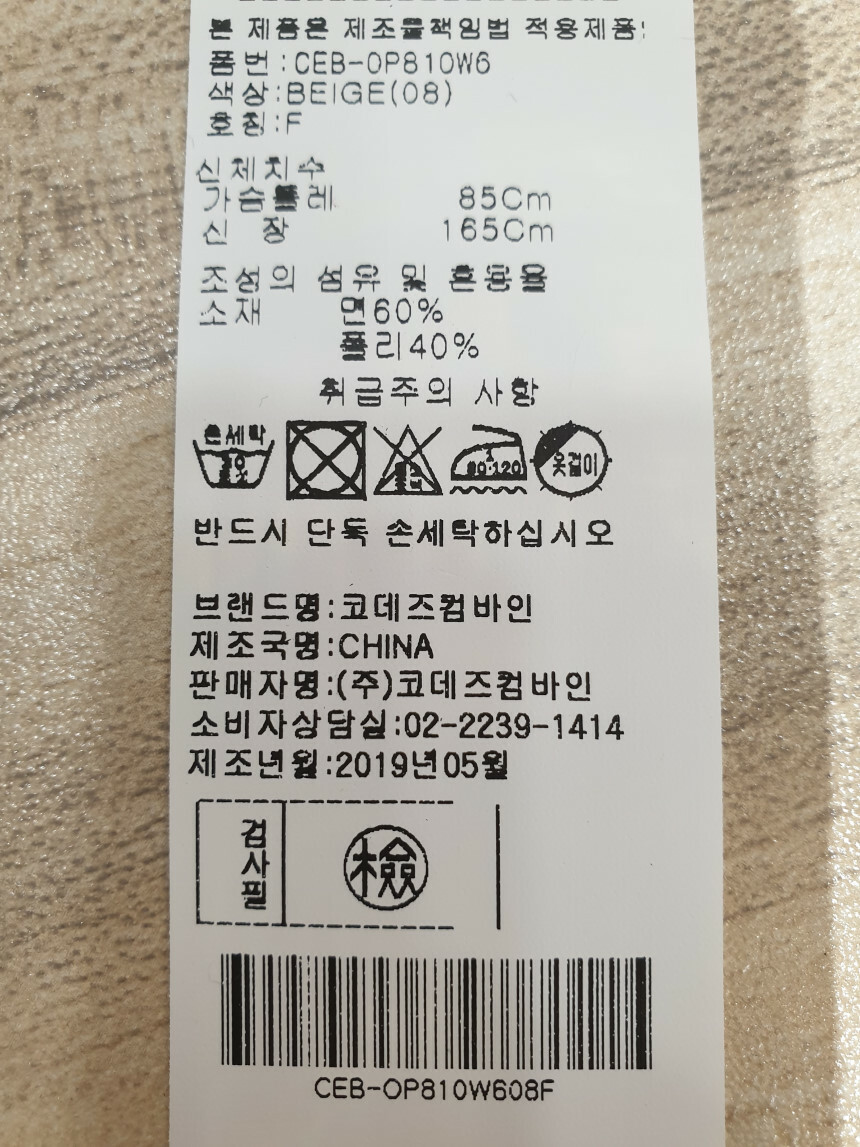 본 제품은 제조물책임법 적용제품!
품번:CEB-OP810W6
색상:BEIGE(08)
호칭:F
신체치수
가슴둘레 85Cm
신 장 165Cm
조성의 섬유 및 혼용율
소재 면60%
폴리40%
취급주의 사항
손세탁
80-120
옷걸이
반드시 단독 손세탁하십시오
브랜드명:코데즈컴바인
제조국명:CHINA
판매자명:(주)코데즈컴바인
소비자상담실:02-2239-1414
제조년월:2019년05월
검사필
檢
CEB-OP810W608F